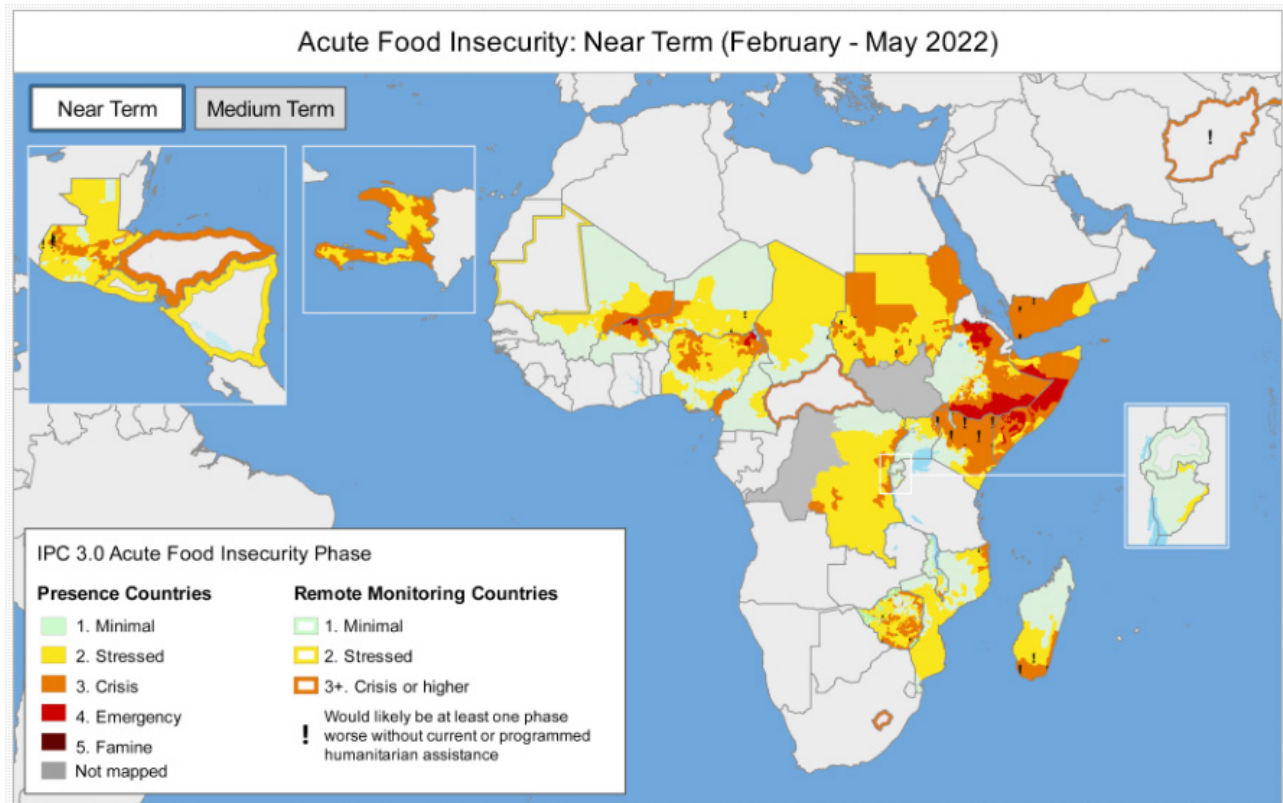 Acute Food Insecurity: Near Term (February - May 2022)
Near Term
Medium Term
!
IPC 3.0 Acute Food Insecurity Phase
Presence Countries
1. Minimal
2. Stressed
3. Crisis
4. Emergency
5. Famine
Not mapped
Remote Monitoring Countries
1. Minimal
2. Stressed
3+. Crisis or higher
! Would likely be at least one phase
worse without current or programmed
humanitarian assistance